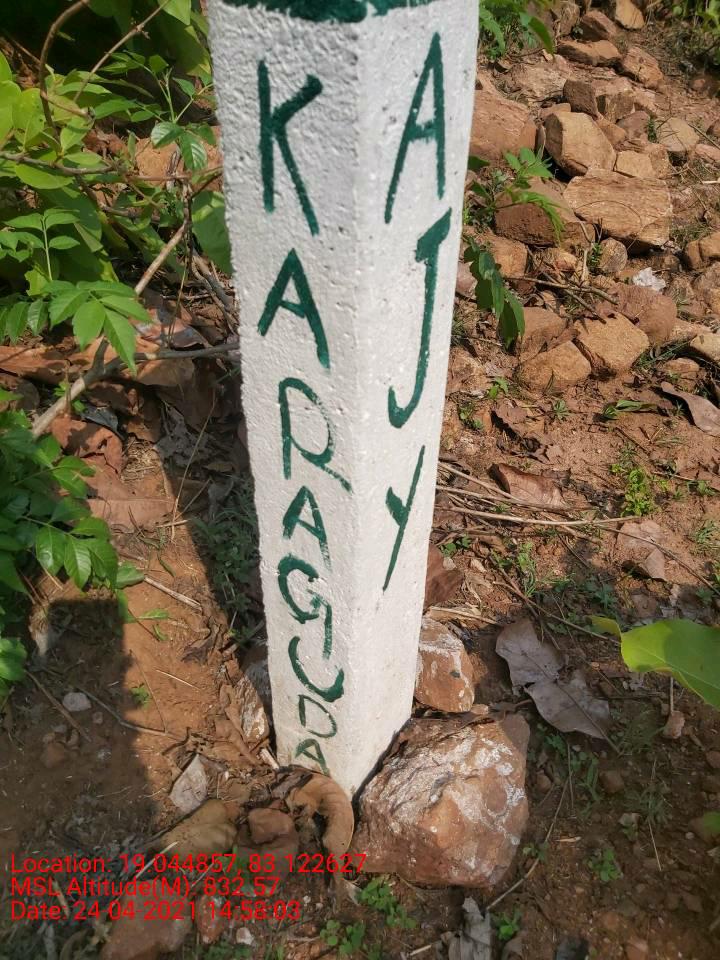 KARAGUDA
AJY
Location: 19.044857, 83.122627
MSL Altitude(M): 832.57
Date: 24-04-2021 14:58:03